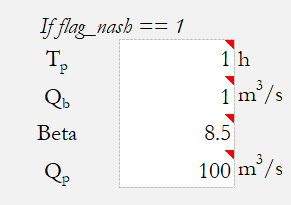 If flag_nash == 1
Tp 1 h
Qb 1 m³/s
Beta 8.5
Qp 100 m³/s